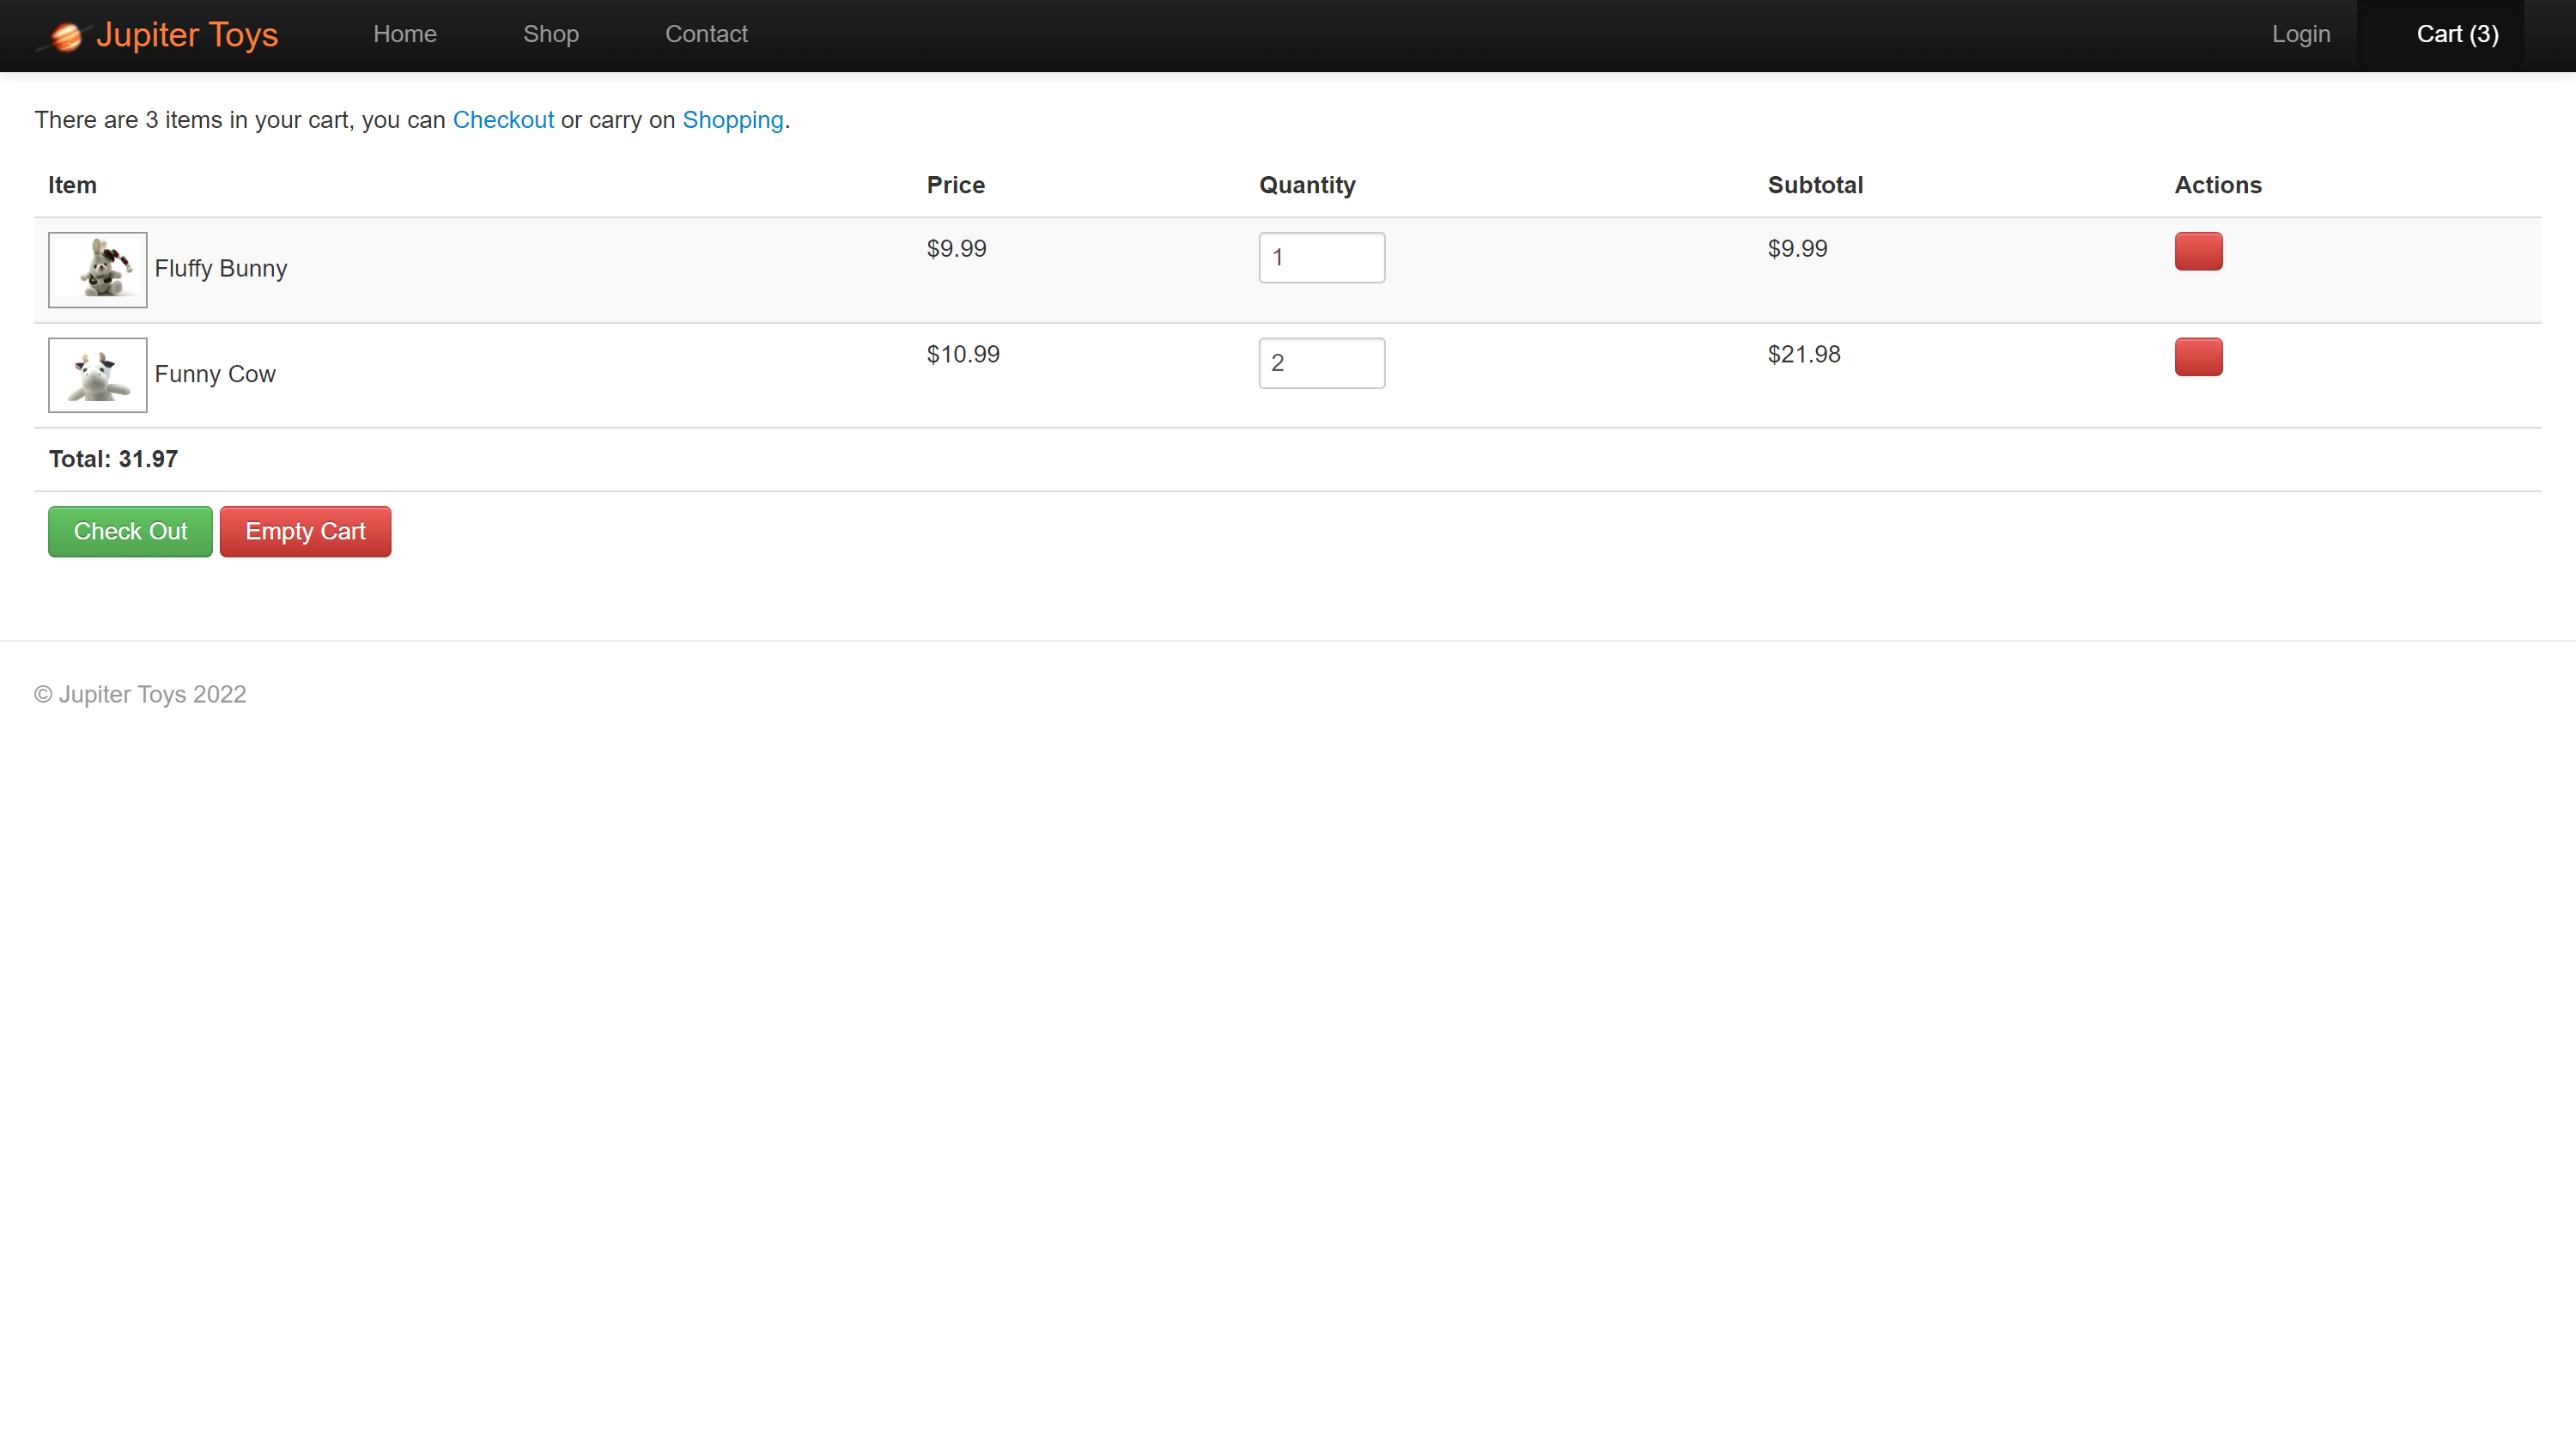 Jupiter Toys Home Shop Contact Login Cart (3)
There are 3 items in your cart, you can Checkout or carry on Shopping.
Item Price Quantity Subtotal Actions
Fluffy Bunny $9.99 1 $9.99
Funny Cow $10.99 2 $21.98
Total: 31.97
Check Out Empty Cart
© Jupiter Toys 2022